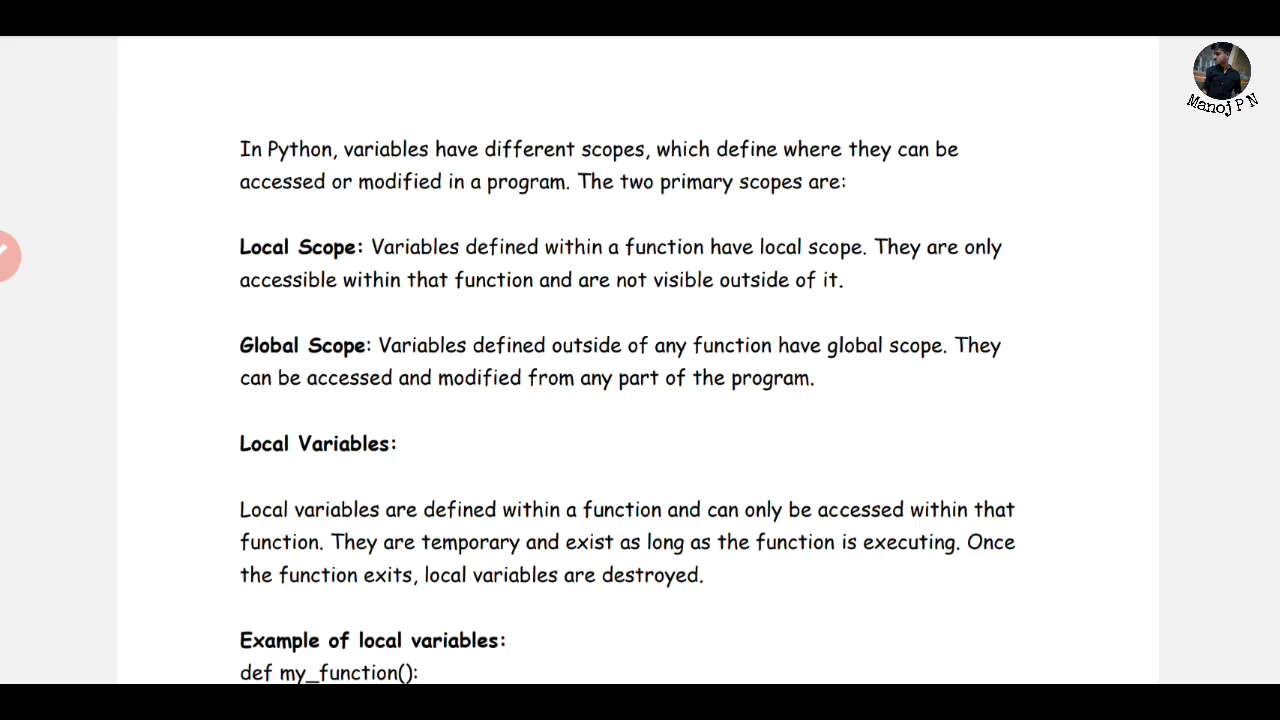 Manoj P N
In Python, variables have different scopes, which define where they can be
accessed or modified in a program. The two primary scopes are:
Local Scope: Variables defined within a function have local scope. They are only
accessible within that function and are not visible outside of it.
Global Scope: Variables defined outside of any function have global scope. They
can be accessed and modified from any part of the program.
Local Variables:
Local variables are defined within a function and can only be accessed within that
function. They are temporary and exist as long as the function is executing. Once
the function exits, local variables are destroyed.
Example of local variables:
def my_function():